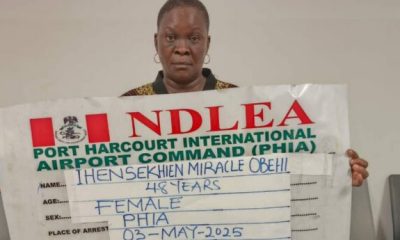 NDLEA
PORT HARCOURT INTERNATIONAL
AIRPORT COMMAND (PHIA)
NAME: IHENSEKHIEN MIRACLE OBEHI
AGE: 48 YEARS
SEX: FEMALE
PLACE OF ARREST PHIA
03-MAY-2025